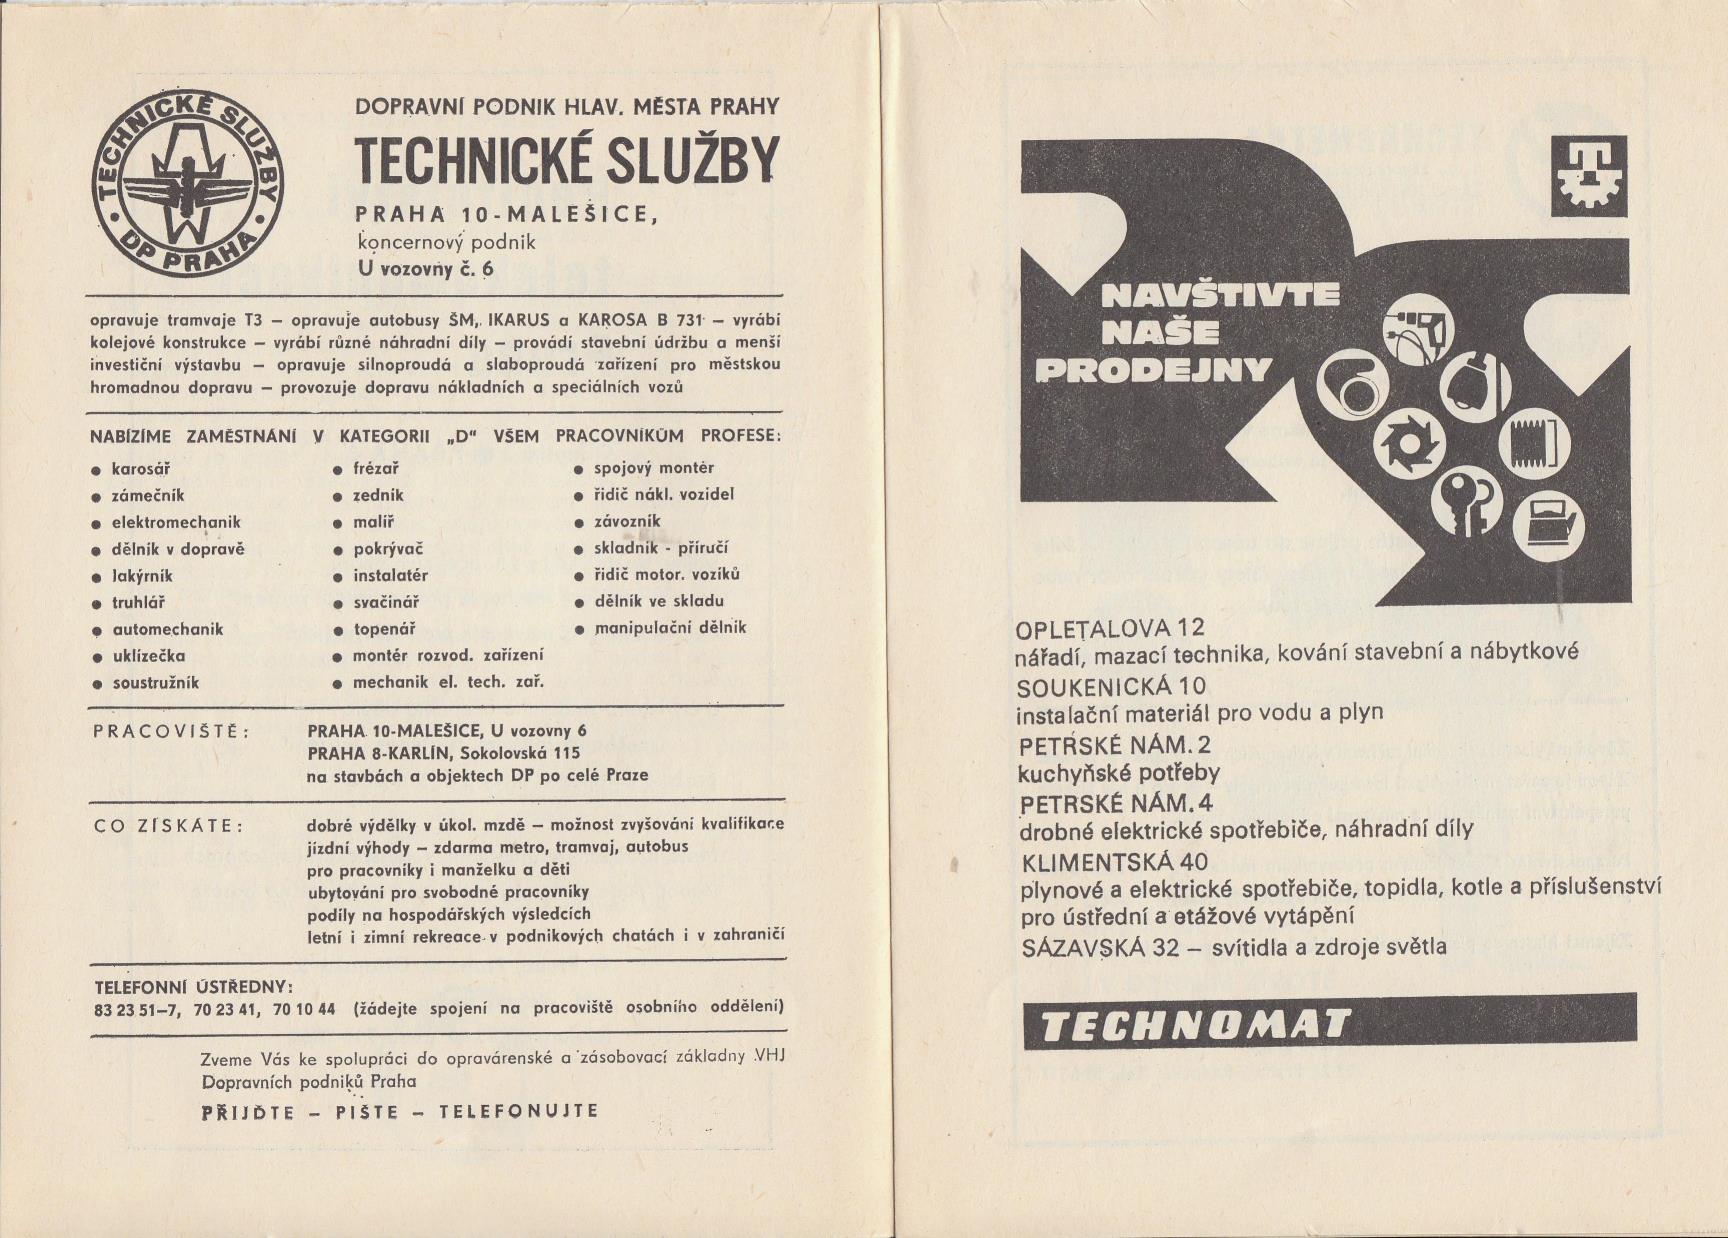 TECHNICKÉ SLUŽBY
DP PRAHA
DOPRAVNÍ PODNIK HLAV. MĚSTA PRAHY
TECHNICKÉ SLUŽBY
PRAHA 10-MALEŠICE,
koncernový podnik
U vozovny č. 6
opravuje tramvaje T3 – opravuje autobusy ŠM, IKARUS a KAROSA B 731 – vyrábí
kolejové konstrukce – vyrábí různé náhradní díly – provádí stavební údržbu a menší
investiční výstavbu – opravuje silnoproudá a slaboproudá zařízení pro městskou
hromadnou dopravu – provozuje dopravu nákladních a speciálních vozů
NABÍZÍME ZAMĚSTNÁNÍ V KATEGORII „D“ VŠEM PRACOVNÍKŮM PROFESE:
● karosář
● zámečník
● elektromechanik
● dělník v dopravě
● lakýrník
● truhlář
● automechanik
● uklízečka
● soustružník
● frézař
● zedník
● malíř
● pokrývač
● instalatér
● svačinář
● topenář
● montér rozvod. zařízení
● mechanik el. tech. zař.
● spojový montér
● řidič nákl. vozidel
● závozník
● skladník - příručí
● řidič motor. vozíků
● dělník ve skladu
● manipulační dělník
PRACOVIŠTĚ:
PRAHA 10-MALEŠICE, U vozovny 6
PRAHA 8-KARLÍN, Sokolovská 115
na stavbách a objektech DP po celé Praze
CO ZÍSKÁTE:
dobré výdělky v úkol. mzdě – možnost zvyšování kvalifikace
jízdní výhody – zdarma metro, tramvaj, autobus
pro pracovníky i manželku a děti
ubytování pro svobodné pracovníky
podíly na hospodářských výsledcích
letní i zimní rekreace v podnikových chatách i v zahraničí
TELEFONNÍ ÚSTŘEDNY:
83 23 51–7, 70 23 41, 70 10 44 (žádejte spojení na pracoviště osobního oddělení)
Zveme Vás ke spolupráci do opravárenské a zásobovací základny VHJ
Dopravních podniků Praha
PŘIJĎTE – PIŠTE – TELEFONUJTE
NAVŠTIVTE
NAŠE
PRODEJNY
OPLETALOVA 12
nářadí, mazací technika, kování stavební a nábytkové
SOUKENICKÁ 10
instalační materiál pro vodu a plyn
PETRSKÉ NÁM. 2
kuchyňské potřeby
PETRSKÉ NÁM. 4
drobné elektrické spotřebiče, náhradní díly
KLIMENTSKÁ 40
plynové a elektrické spotřebiče, topidla, kotle a příslušenství
pro ústřední a etážové vytápění
SÁZAVSKÁ 32 – svítidla a zdroje světla
TECHNOMAT